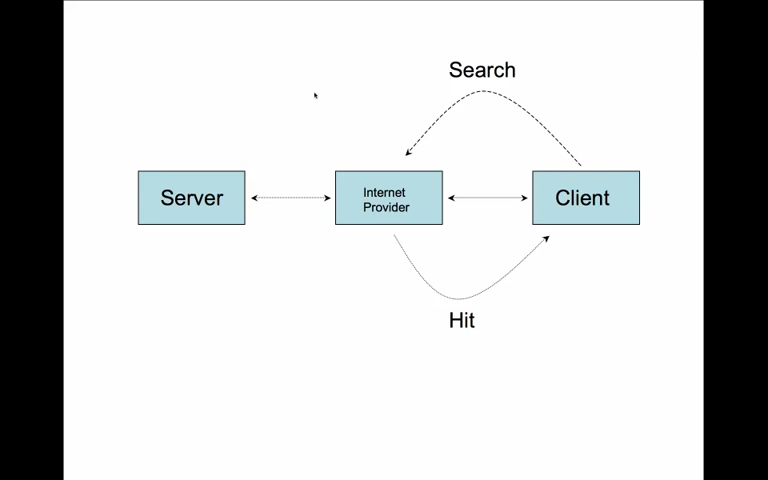 Search
Server
Internet
Provider
Client
Hit